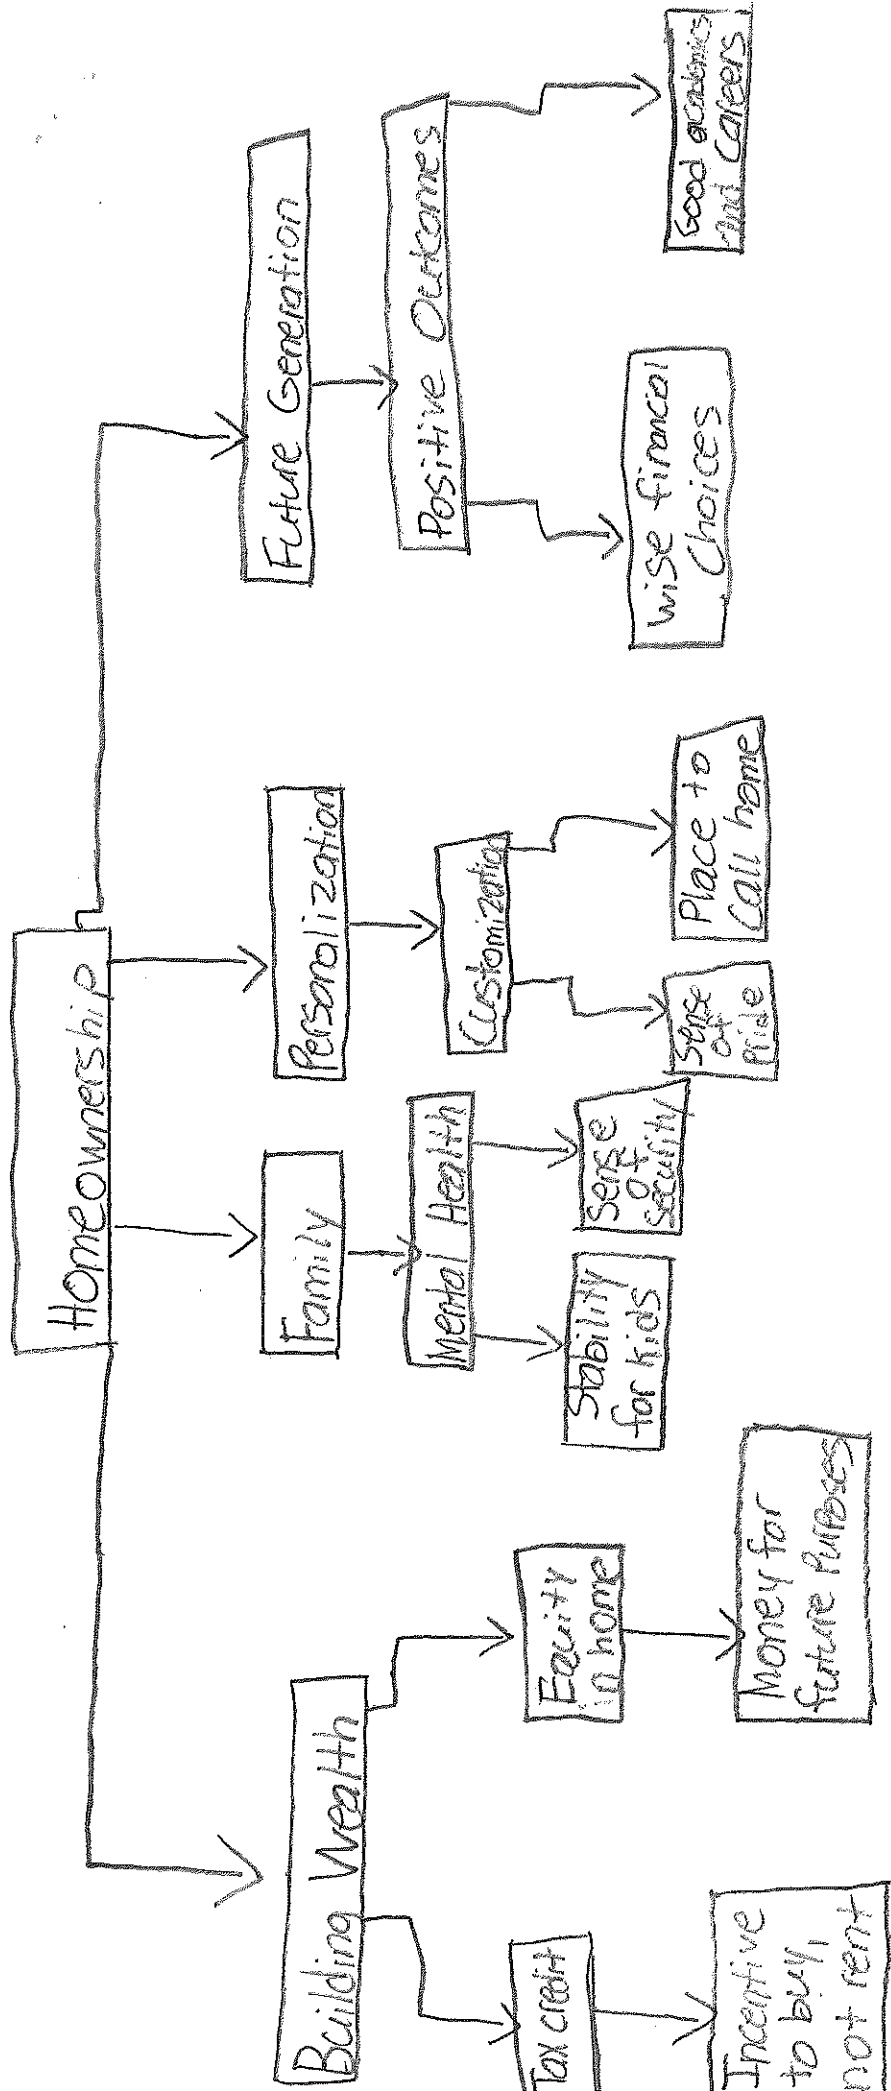 Homeownership
Building Wealth
Family
Personalization
Future Generation
Tax credit
Equity
in home
Mental Health
Customization
Positive Outcomes
Incentive
to buy,
not rent
Money for
future Purposes
Stability
for kids
Sense
of
security
Sense
of
Pride
Place to
call home
wise financial
Choices
Good academics
and careers